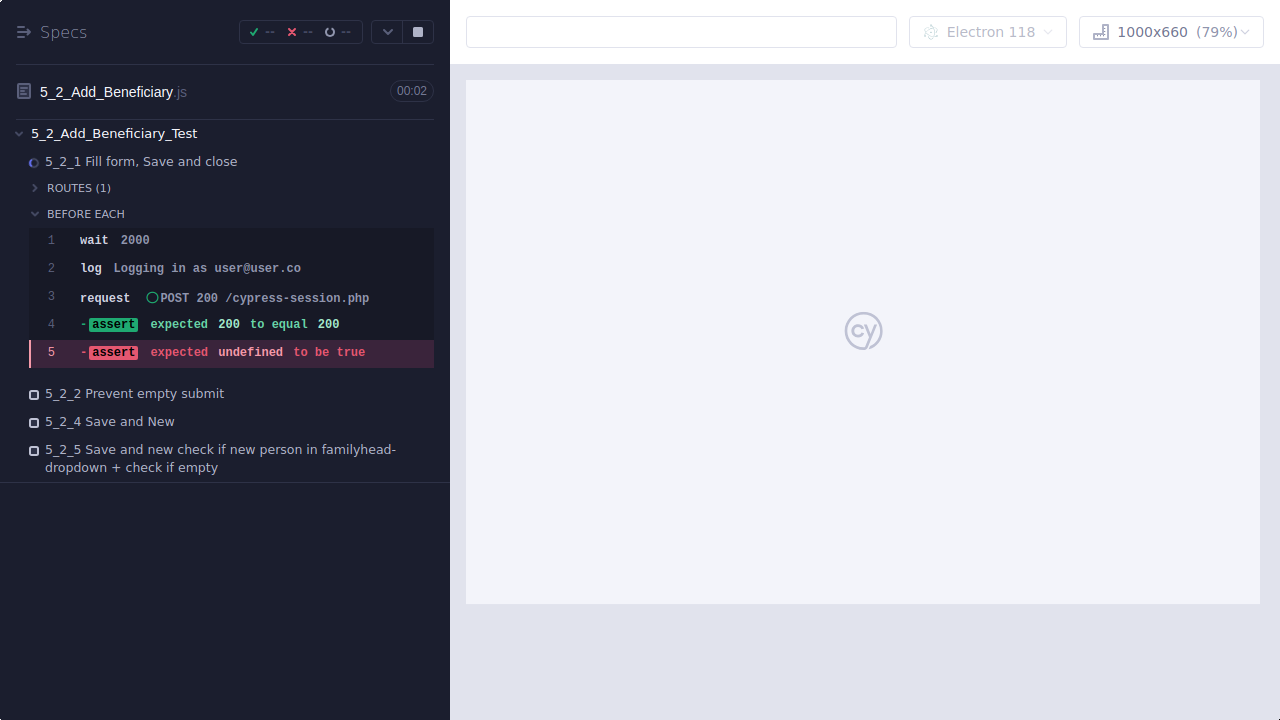 Specs
-- -- --
5_2_Add_Beneficiary.js 00:02
5_2_Add_Beneficiary_Test
5_2_1 Fill form, Save and close
ROUTES (1)
BEFORE EACH
1 wait 2000
2 log Logging in as user@user.co
3 request POST 200 /cypress-session.php
4 -assert expected 200 to equal 200
5 -assert expected undefined to be true
5_2_2 Prevent empty submit
5_2_4 Save and New
5_2_5 Save and new check if new person in familyhead-
dropdown + check if empty
Electron 118
1000x660 (79%)
cy